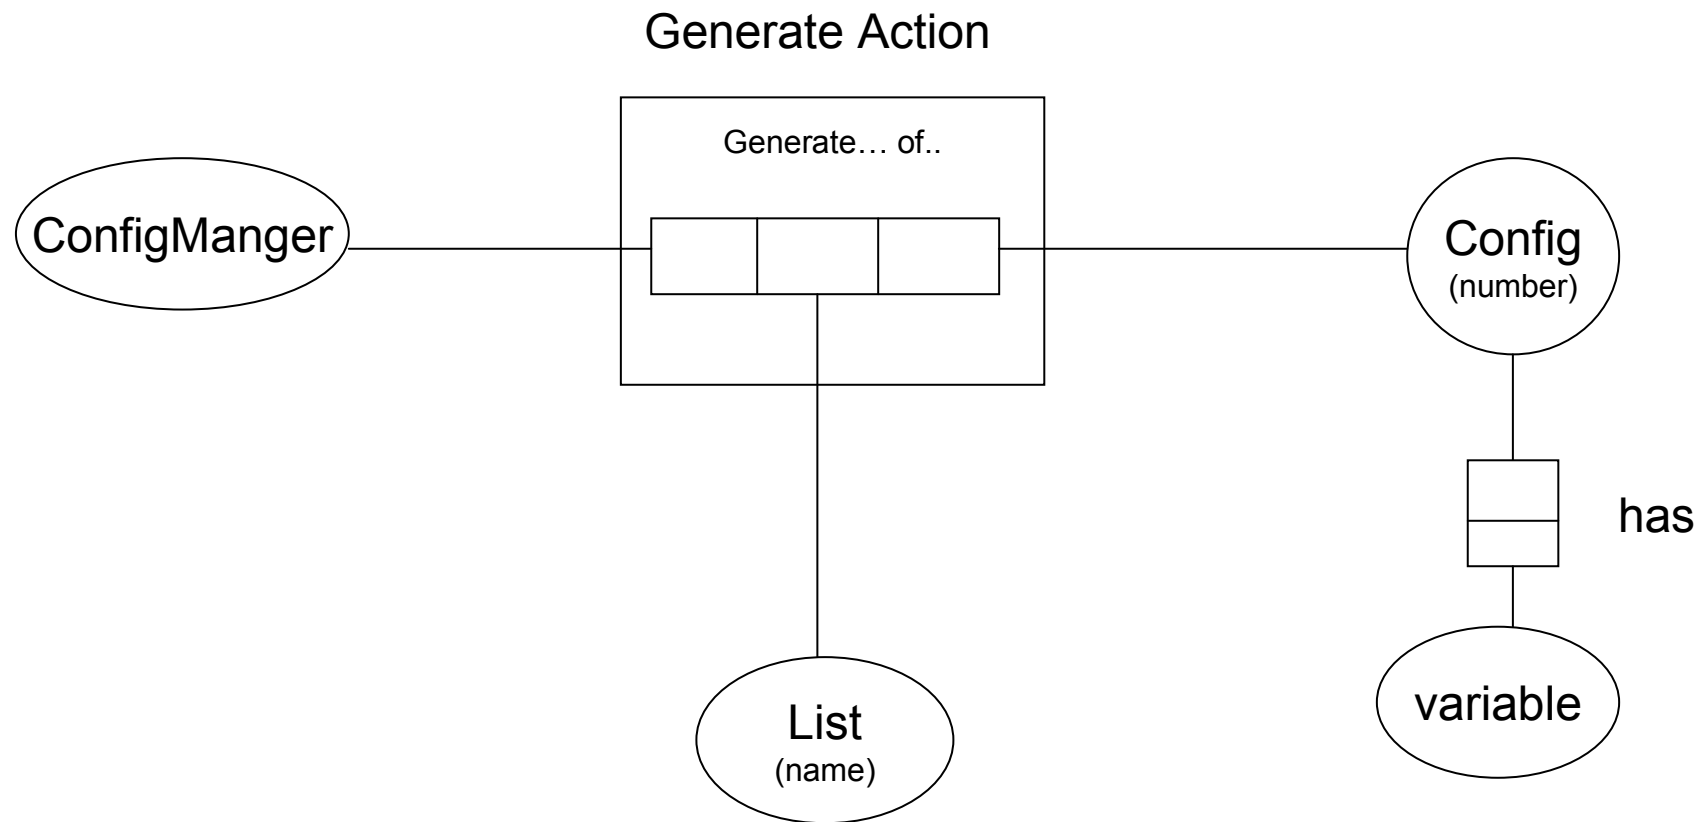 Generate Action
Generate… of..
ConfigManger
Config
(number)
has
List
(name)
variable